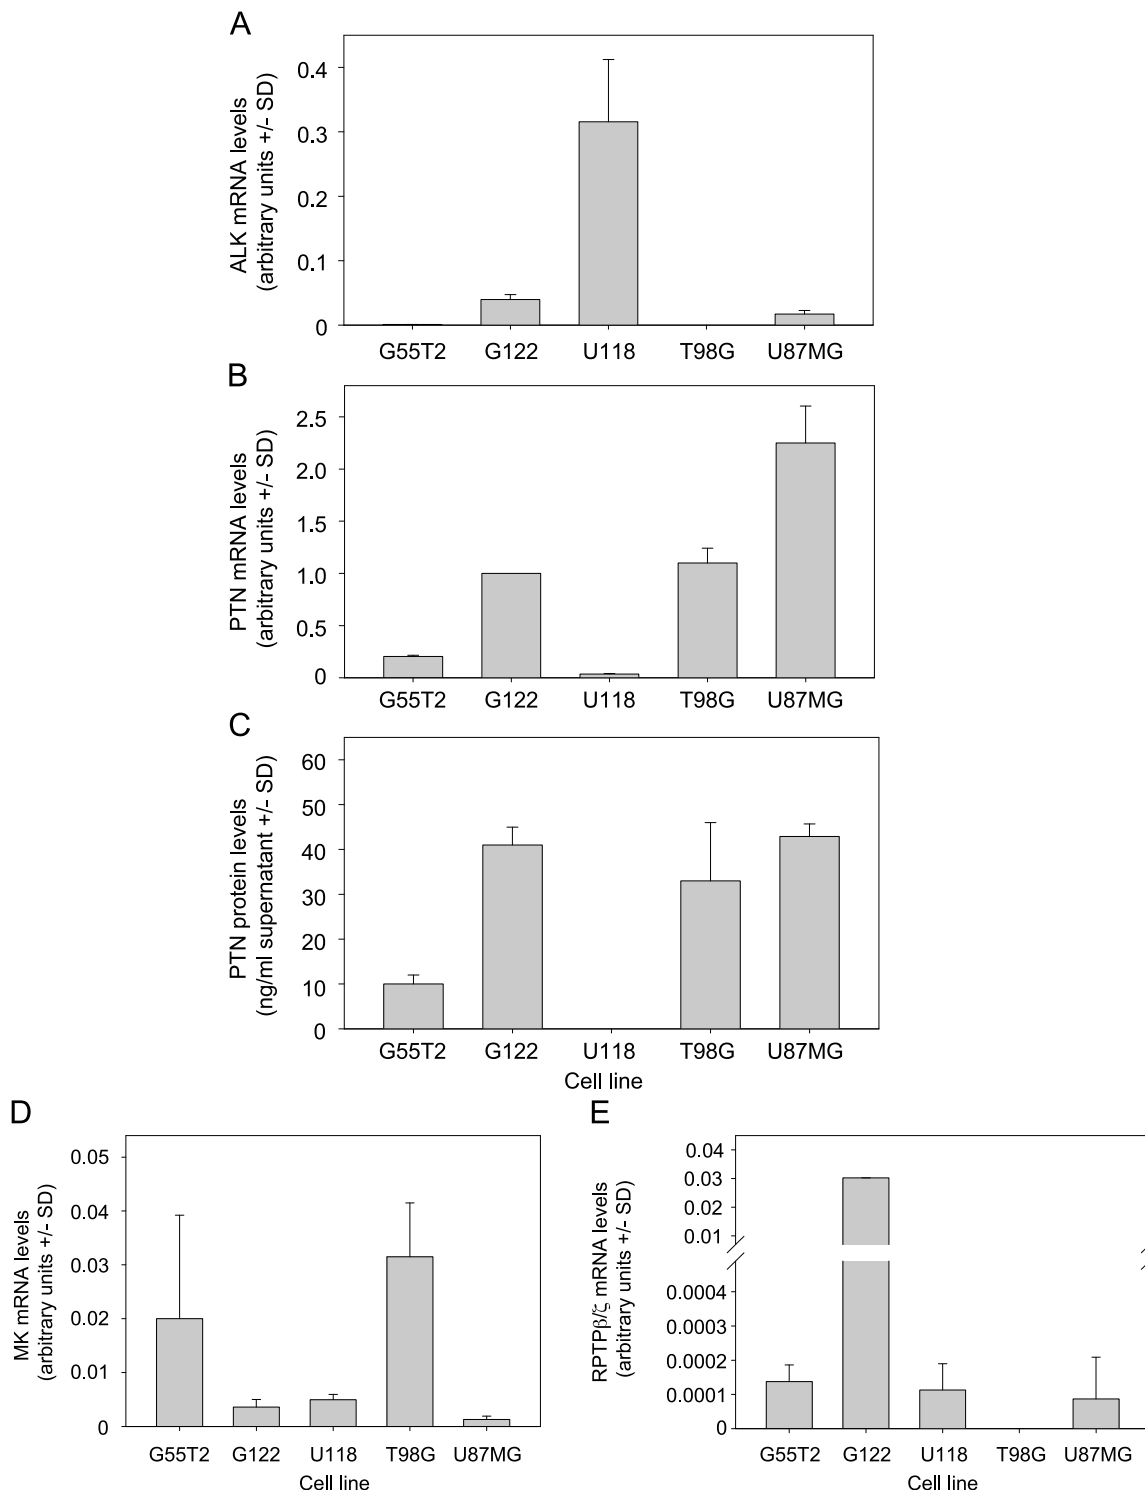 A
ALK mRNA levels
(arbitrary units +/- SD)
0.4
0.3
0.2
0.1
0
G55T2 G122 U118 T98G U87MG
B
PTN mRNA levels
(arbitrary units +/- SD)
2.5
2.0
1.5
1.0
0.5
0
G55T2 G122 U118 T98G U87MG
C
PTN protein levels
(ng/ml supernatant +/- SD)
60
50
40
30
20
10
0
G55T2 G122 U118 T98G U87MG
Cell line
D
MK mRNA levels
(arbitrary units +/- SD)
0.05
0.04
0.03
0.02
0.01
0
G55T2 G122 U118 T98G U87MG
Cell line
E
RPTPβ/ζ mRNA levels
(arbitrary units +/- SD)
0.04
0.03
0.02
0.01
0.0004
0.0003
0.0002
0.0001
0
G55T2 G122 U118 T98G U87MG
Cell line